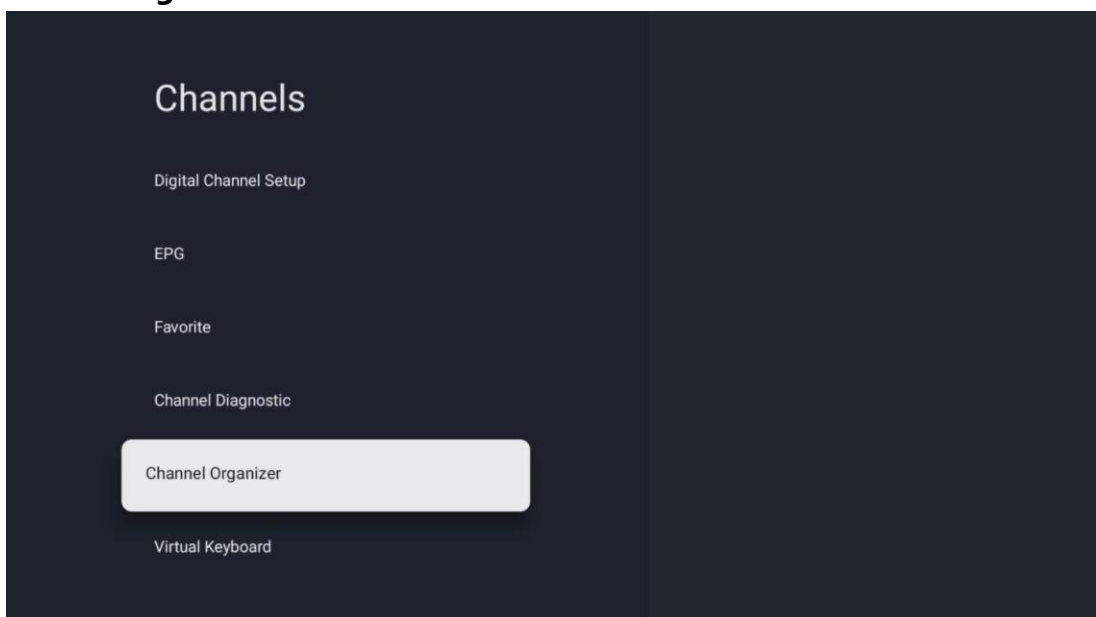 Channels
Digital Channel Setup
EPG
Favorite
Channel Diagnostic
Channel Organizer
Virtual Keyboard